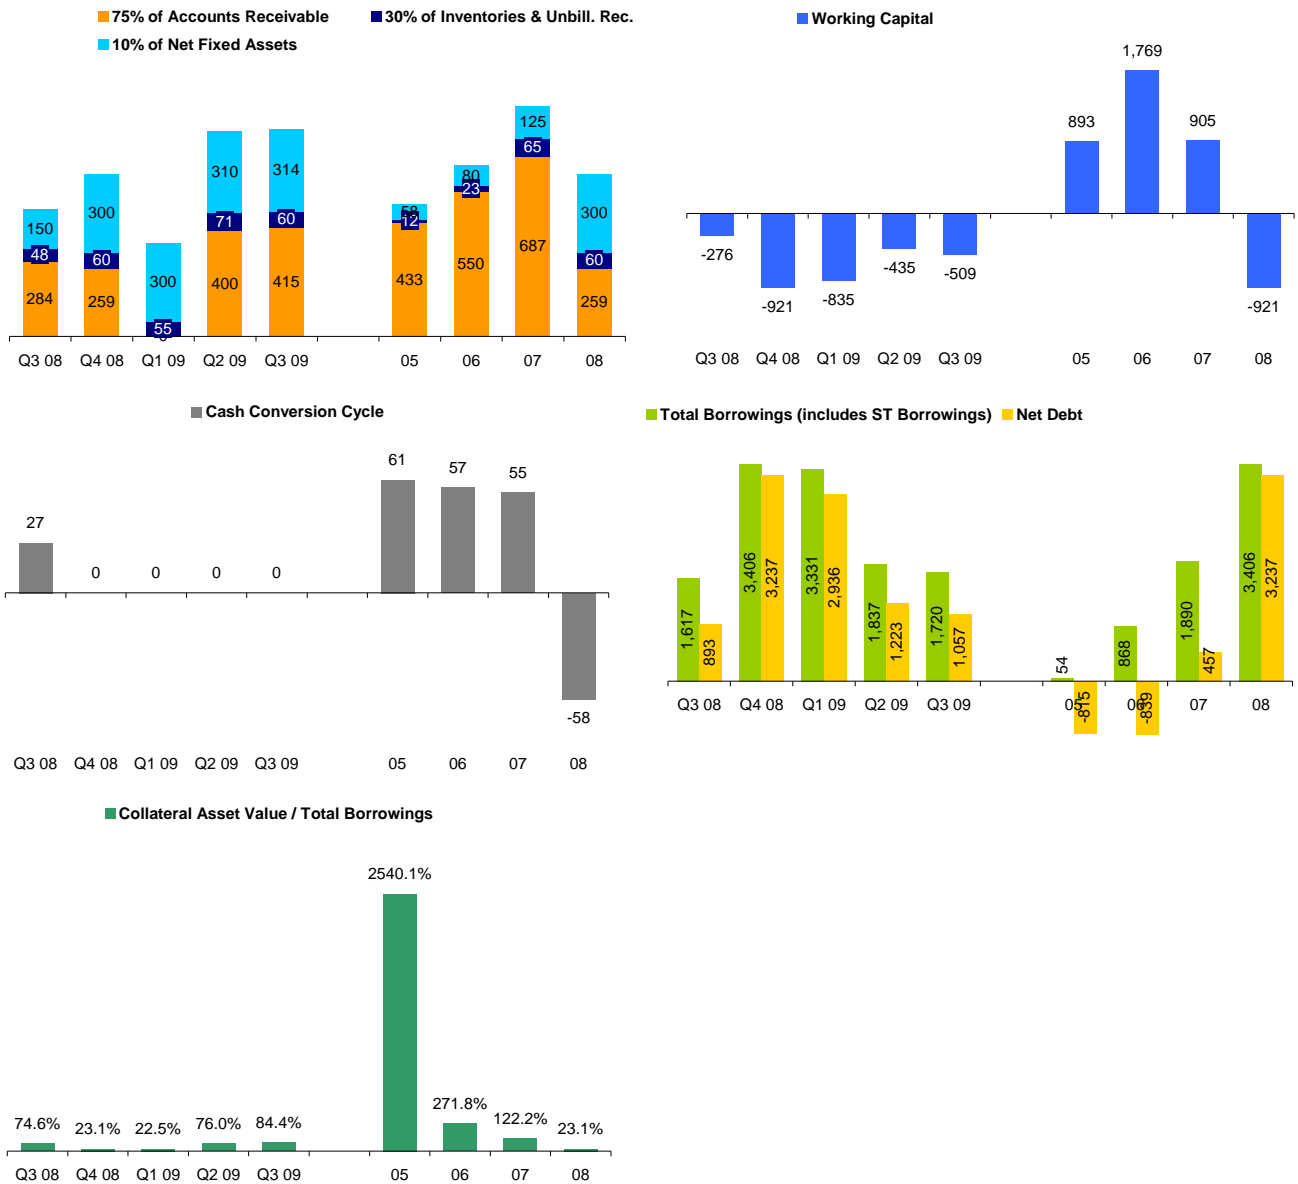 75% of Accounts Receivable 30% of Inventories & Unbill. Rec.
10% of Net Fixed Assets
150 300 300 310 314 58 80 125 300
48 60 55 71 60 12 23 65 60
284 259 400 415 433 550 687 259
Q3 08 Q4 08 Q1 09 Q2 09 Q3 09 05 06 07 08
Working Capital
-276 -921 -835 -435 -509 893 1,769 905 -921
Q3 08 Q4 08 Q1 09 Q2 09 Q3 09 05 06 07 08
Cash Conversion Cycle
27 0 0 0 0 61 57 55 -58
Q3 08 Q4 08 Q1 09 Q2 09 Q3 09 05 06 07 08
Total Borrowings (includes ST Borrowings) Net Debt
1,617 893 3,406 3,237 3,331 2,936 1,837 1,223 1,720 1,057 54 -815 868 -839 1,890 457 3,406 3,237
Q3 08 Q4 08 Q1 09 Q2 09 Q3 09 05 06 07 08
Collateral Asset Value / Total Borrowings
74.6% 23.1% 22.5% 76.0% 84.4% 2540.1% 271.8% 122.2% 23.1%
Q3 08 Q4 08 Q1 09 Q2 09 Q3 09 05 06 07 08